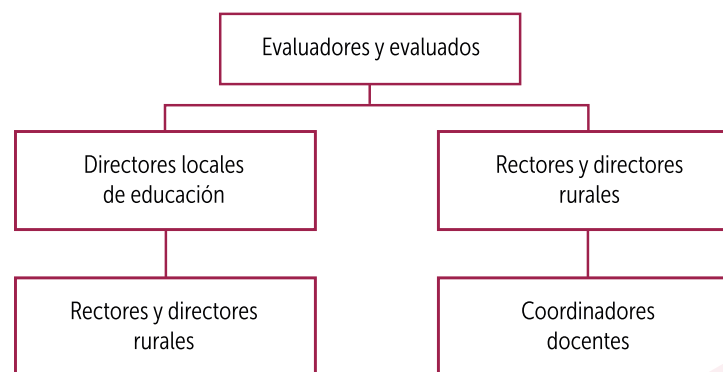 Evaluadores y evaluados
Directores locales
de educación
Rectores y directores
rurales
Rectores y directores
rurales
Coordinadores
docentes